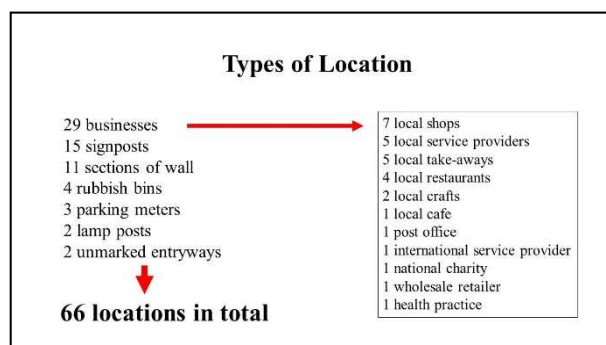 Types of Location
29 businesses
15 signposts
11 sections of wall
4 rubbish bins
3 parking meters
2 lamp posts
2 unmarked entryways
66 locations in total
7 local shops
5 local service providers
5 local take-aways
4 local restaurants
2 local crafts
1 local cafe
1 post office
1 international service provider
1 national charity
1 wholesale retailer
1 health practice